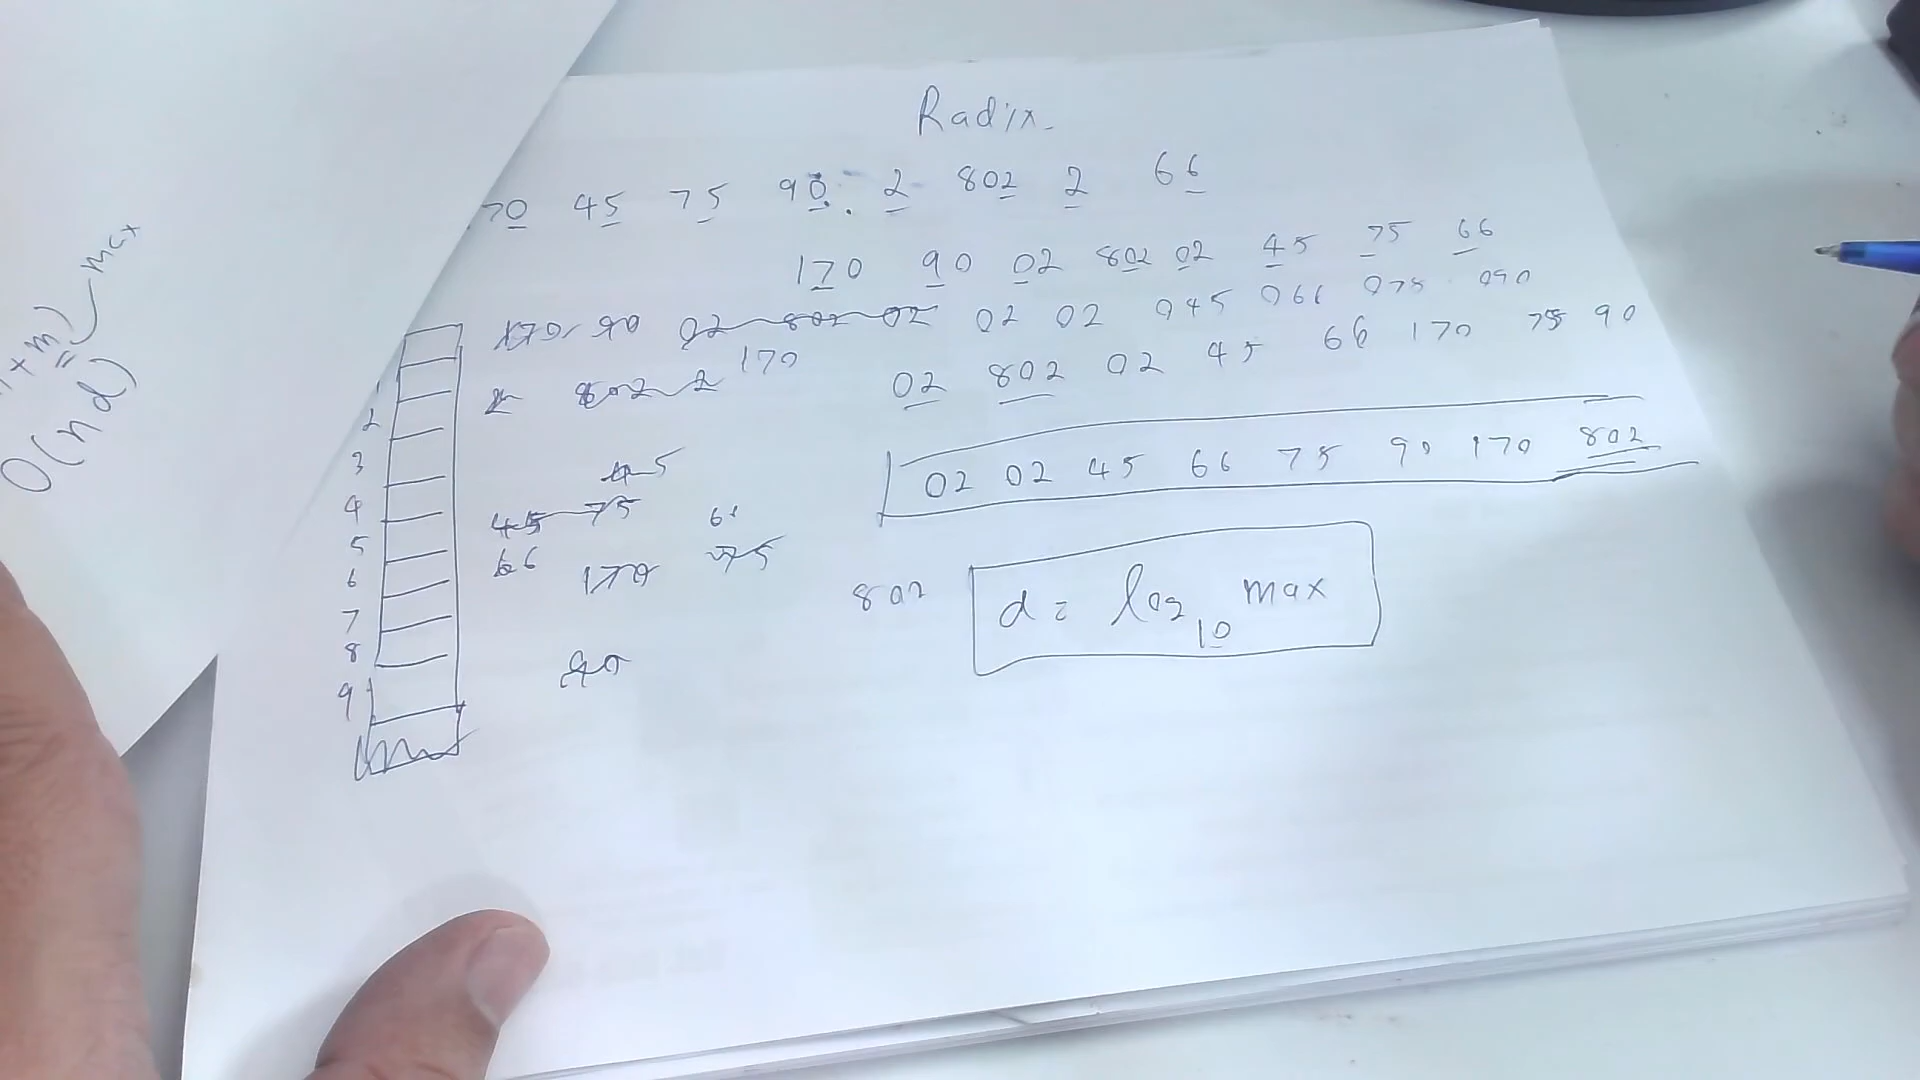 Radix
70 45 75 90 2 802 2 66
170 90 02 802 02 45 75 66
170 90 02 802 02 02 02 045 066 075 090
170
2 802 2 02 802 02 45 66 170 75 90
02 02 45 66 75 90 170 802
1
2
3
4
5
6
7
8
9
45
45 75
66 170 75
90
802 d = log10 max
max
O(nd)